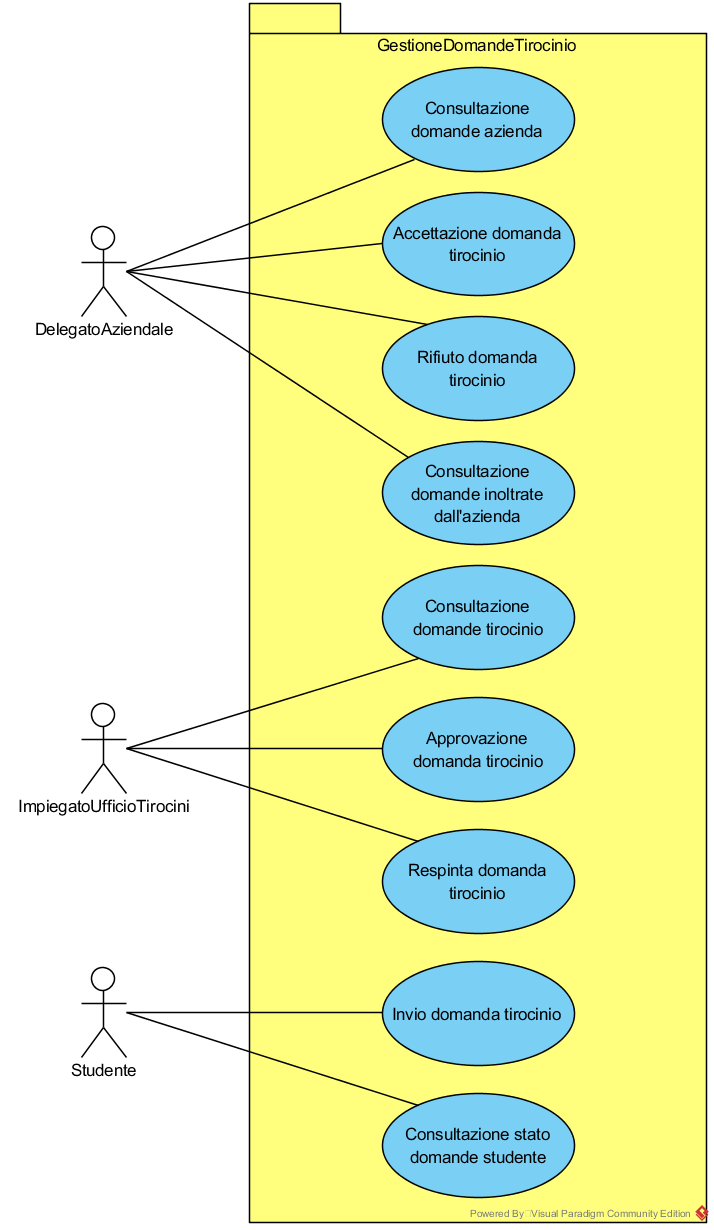 GestioneDomandeTirocinio
Consultazione
domande azienda
Accettazione domanda
tirocinio
Rifiuto domanda
tirocinio
DelegatoAziendale
Consultazione
domande inoltrate
dall'azienda
Consultazione
domande tirocinio
Approvazione
domanda tirocinio
ImpiegatoUfficioTirocini
Respinta domanda
tirocinio
Invio domanda tirocinio
Studente
Consultazione stato
domande studente
Powered By Visual Paradigm Community Edition